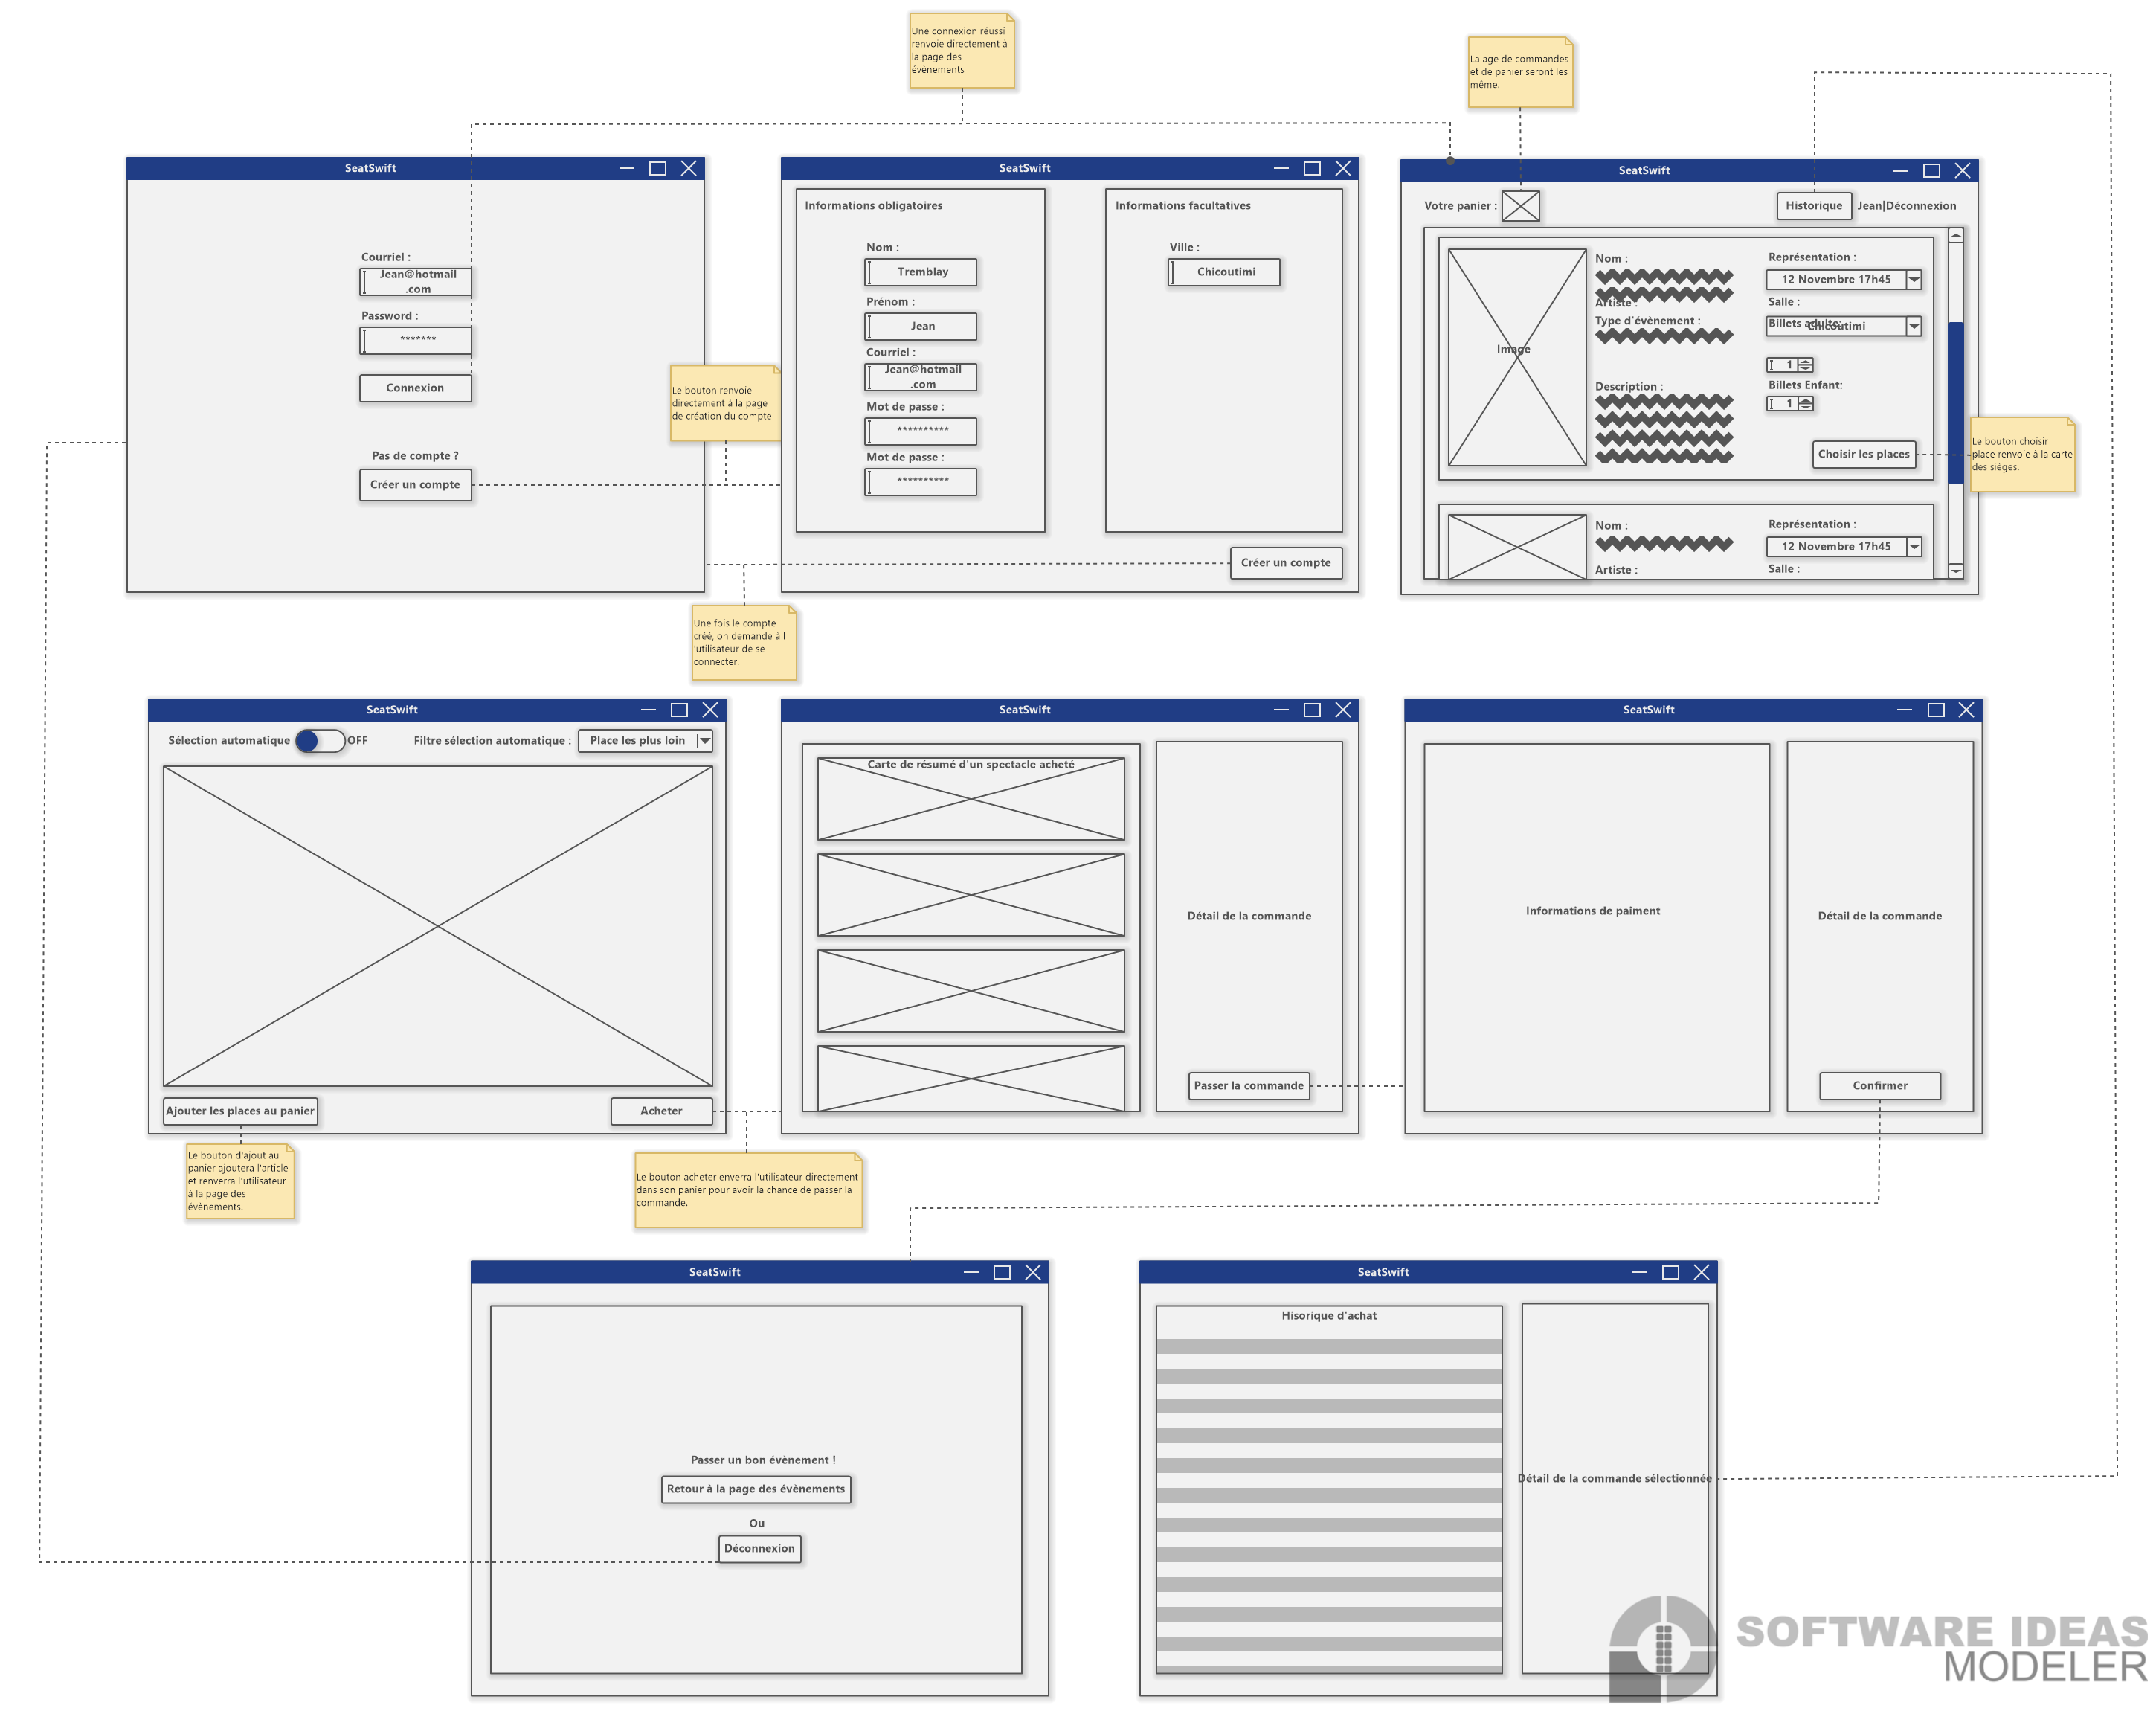 Une connexion réussi
renvoie directement à
la page des
évènements
La age de commandes
et de panier seront les
même.
SeatSwift
Courriel :
Jean@hotmail
.com
Password :
*******
Connexion
Pas de compte ?
Créer un compte
Le bouton renvoie
directement à la page
de création du compte
SeatSwift
Informations obligatoires
Nom :
Tremblay
Prénom :
Jean
Courriel :
Jean@hotmail
.com
Mot de passe :
**********
Mot de passe :
**********
Informations facultatives
Ville :
Chicoutimi
Créer un compte
Une fois le compte
créé, on demande à l
'utilisateur de se
connecter.
SeatSwift
Votre panier :
Historique
Jean|Déconnexion
Image
Nom :
Artiste :
Type d'évènement :
Description :
Représentation :
12 Novembre 17h45
Salle :
Chicoutimi
Billets adulte:
1
Billets Enfant:
1
Choisir les places
Le bouton choisir
place renvoie à la carte
des sièges.
Nom :
Artiste :
Représentation :
12 Novembre 17h45
Salle :
SeatSwift
Sélection automatique
OFF
Filtre sélection automatique :
Place les plus loin
Ajouter les places au panier
Acheter
Le bouton d'ajout au
panier ajoutera l'article
et renverra l'utilisateur
à la page des
évènements.
Le bouton acheter enverra l'utilisateur directement
dans son panier pour avoir la chance de passer la
commande.
SeatSwift
Carte de résumé d'un spectacle acheté
Détail de la commande
Passer la commande
SeatSwift
Informations de paiment
Détail de la commande
Confirmer
SeatSwift
Passer un bon évènement !
Retour à la page des évènements
Ou
Déconnexion
SeatSwift
Hisorique d'achat
Détail de la commande sélectionnée
SOFTWARE IDEAS
MODELER